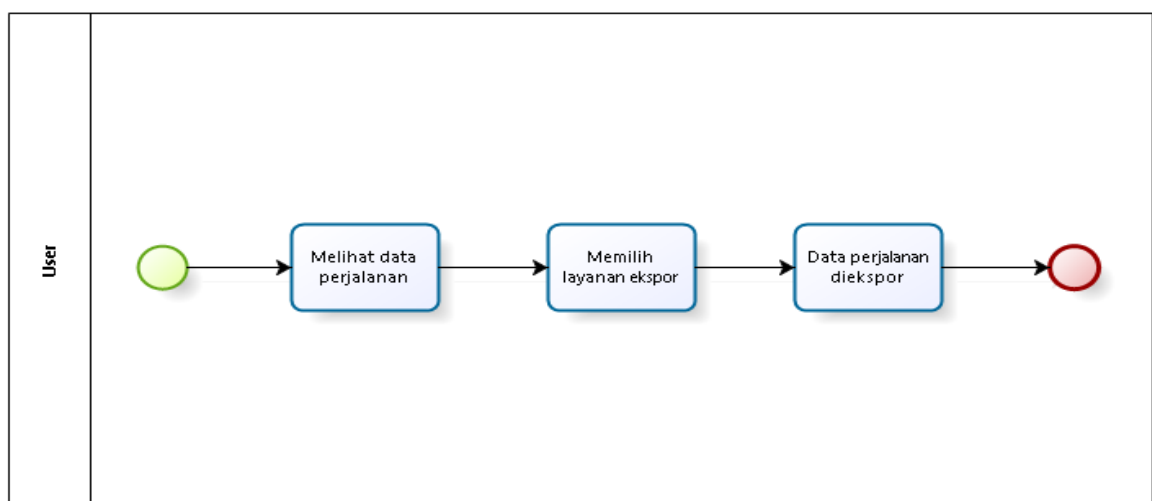 User
Melihat data
perjalanan
Memilih
layanan ekspor
Data perjalanan
diekspor